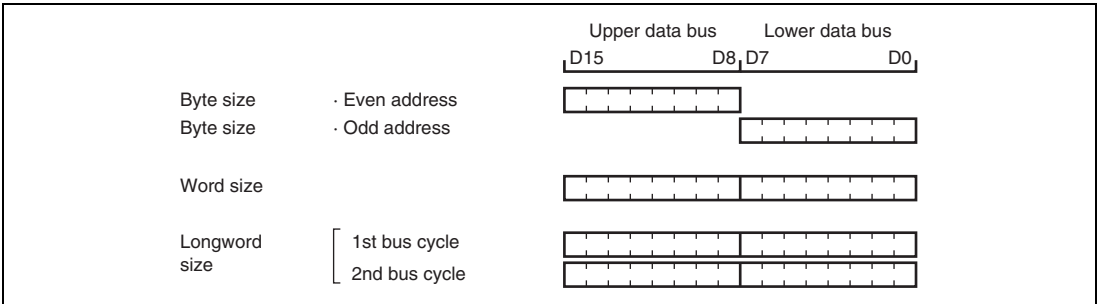 Upper data bus Lower data bus
D15 D8 D7 D0
Byte size · Even address
Byte size · Odd address
Word size
Longword size
1st bus cycle
2nd bus cycle